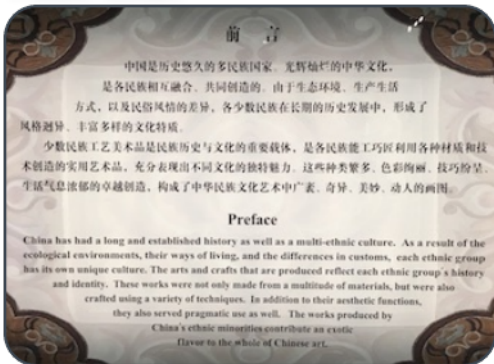 前 言
中国是历史悠久的多民族国家。光辉灿烂的中华文化，
是各民族相互融合、共同创造的。由于生态环境、生产生活
方式，以及民俗风情的差异，各少数民族在长期的历史发展中，形成了
风格迥异、丰富多样的文化特质。
少数民族工艺美术品是民族历史与文化的重要载体，是各民族能工巧匠利用各种材质和技
术创造的实用艺术品，充分表现出不同文化的独特魅力。这些种类繁多、色彩绚丽、技巧纷呈、
生活气息浓郁的卓越创造，构成了中华民族文化艺术中广袤、奇异、美妙、动人的画图。
Preface
China has had a long and established history as well as a multi-ethnic culture. As a result of the
ecological environments, their ways of living, and the differences in customs, each ethnic group
has its own unique culture. The arts and crafts that are produced reflect each ethnic group's history
and identity. These works were not only made from a multitude of materials, but were also
crafted using a variety of techniques. In addition to their aesthetic functions,
they also served pragmatic use as well. The works produced by
China's ethnic minorities contribute an exotic
flavor to the whole of Chinese art.